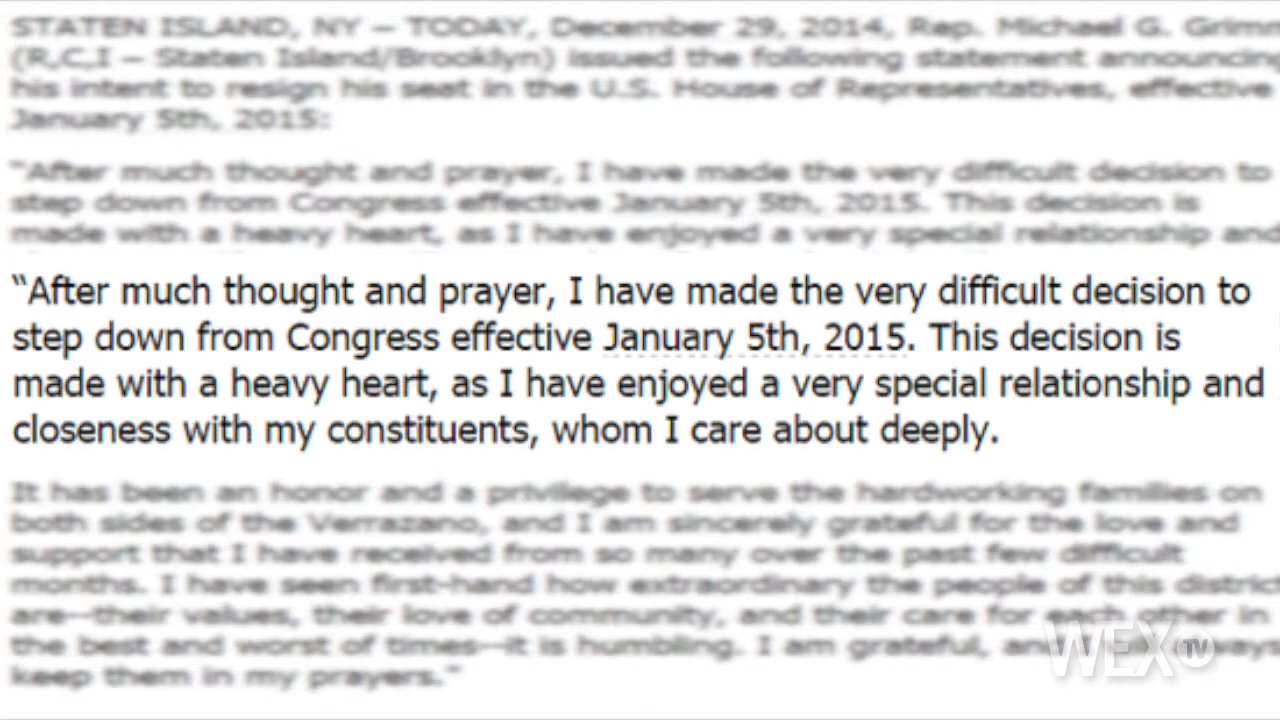 STATEN ISLAND, NY – TODAY, December 29, 2014, Rep. Michael G. Grimm
(R,C,I – Staten Island/Brooklyn) issued the following statement announcing
his intent to resign his seat in the U.S. House of Representatives, effective
January 5th, 2015:
“After much thought and prayer, I have made the very difficult decision to
step down from Congress effective January 5th, 2015. This decision is
made with a heavy heart, as I have enjoyed a very special relationship and
“After much thought and prayer, I have made the very difficult decision to
step down from Congress effective January 5th, 2015. This decision is
made with a heavy heart, as I have enjoyed a very special relationship and
closeness with my constituents, whom I care about deeply.
It has been an honor and a privilege to serve the hardworking families on
both sides of the Verrazano, and I am sincerely grateful for the love and
support that I have received from so many over the past few difficult
months. I have seen first-hand how extraordinary the people of this district
are—their values, their love of community, and their care for each other in
the best and worst of times—it is humbling. I am grateful, and
keep them in my prayers.”
WEX TV